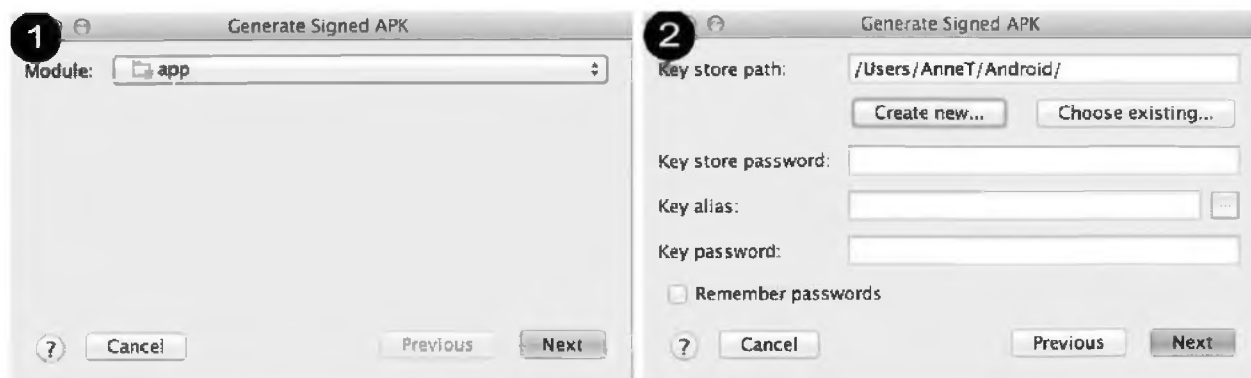 1
Generate Signed APK
Module: app
? Cancel Previous Next
2
Generate Signed APK
Key store path: /Users/AnneT/Android/
Create new... Choose existing...
Key store password:
Key alias: ...
Key password:
Remember passwords
? Cancel Previous Next